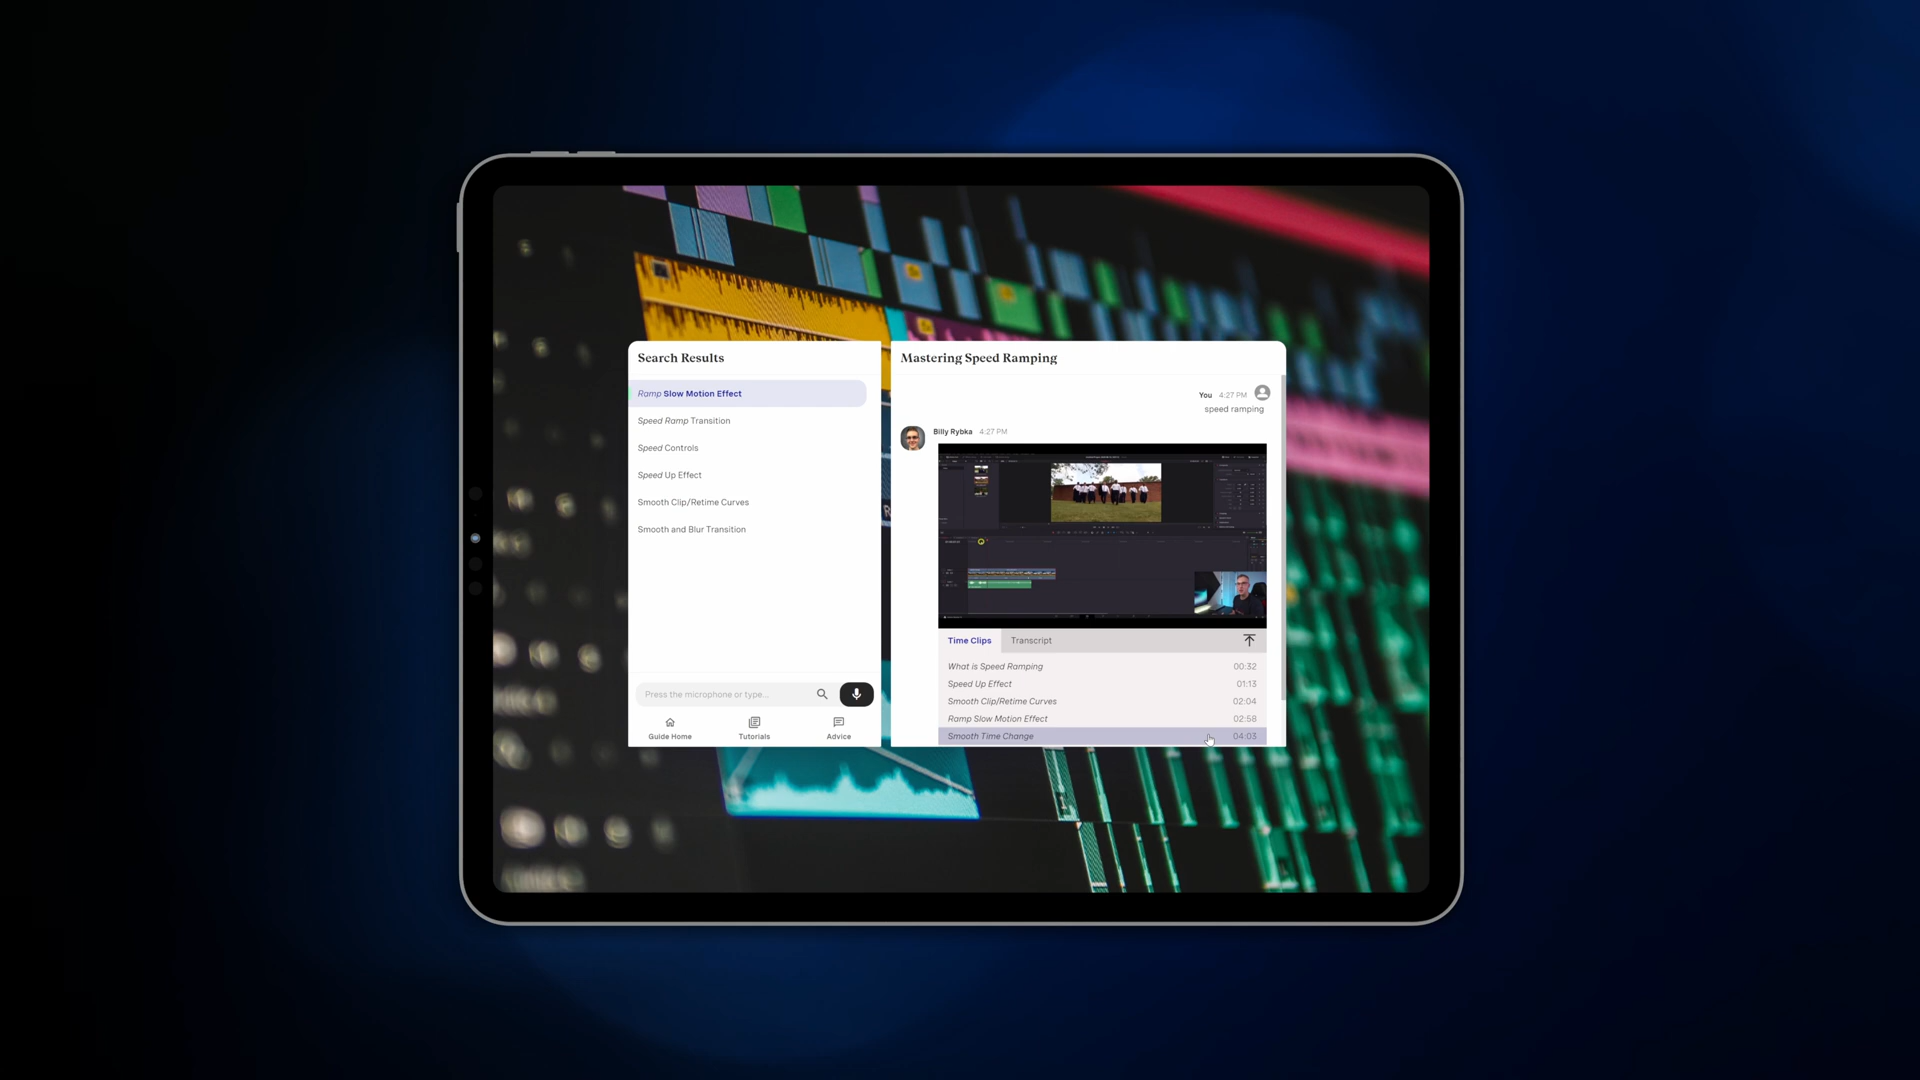 Search Results
Ramp Slow Motion Effect
Speed Ramp Transition
Speed Controls
Speed Up Effect
Smooth Clip/Retime Curves
Smooth and Blur Transition
Press the microphone or type...
Guide Home
Tutorials
Advice
Mastering Speed Ramping
You 4:27 PM
speed ramping
Billy Rybka 4:27 PM
Time Clips
Transcript
What is Speed Ramping 00:32
Speed Up Effect 01:13
Smooth Clip/Retime Curves 02:04
Ramp Slow Motion Effect 02:58
Smooth Time Change 04:03